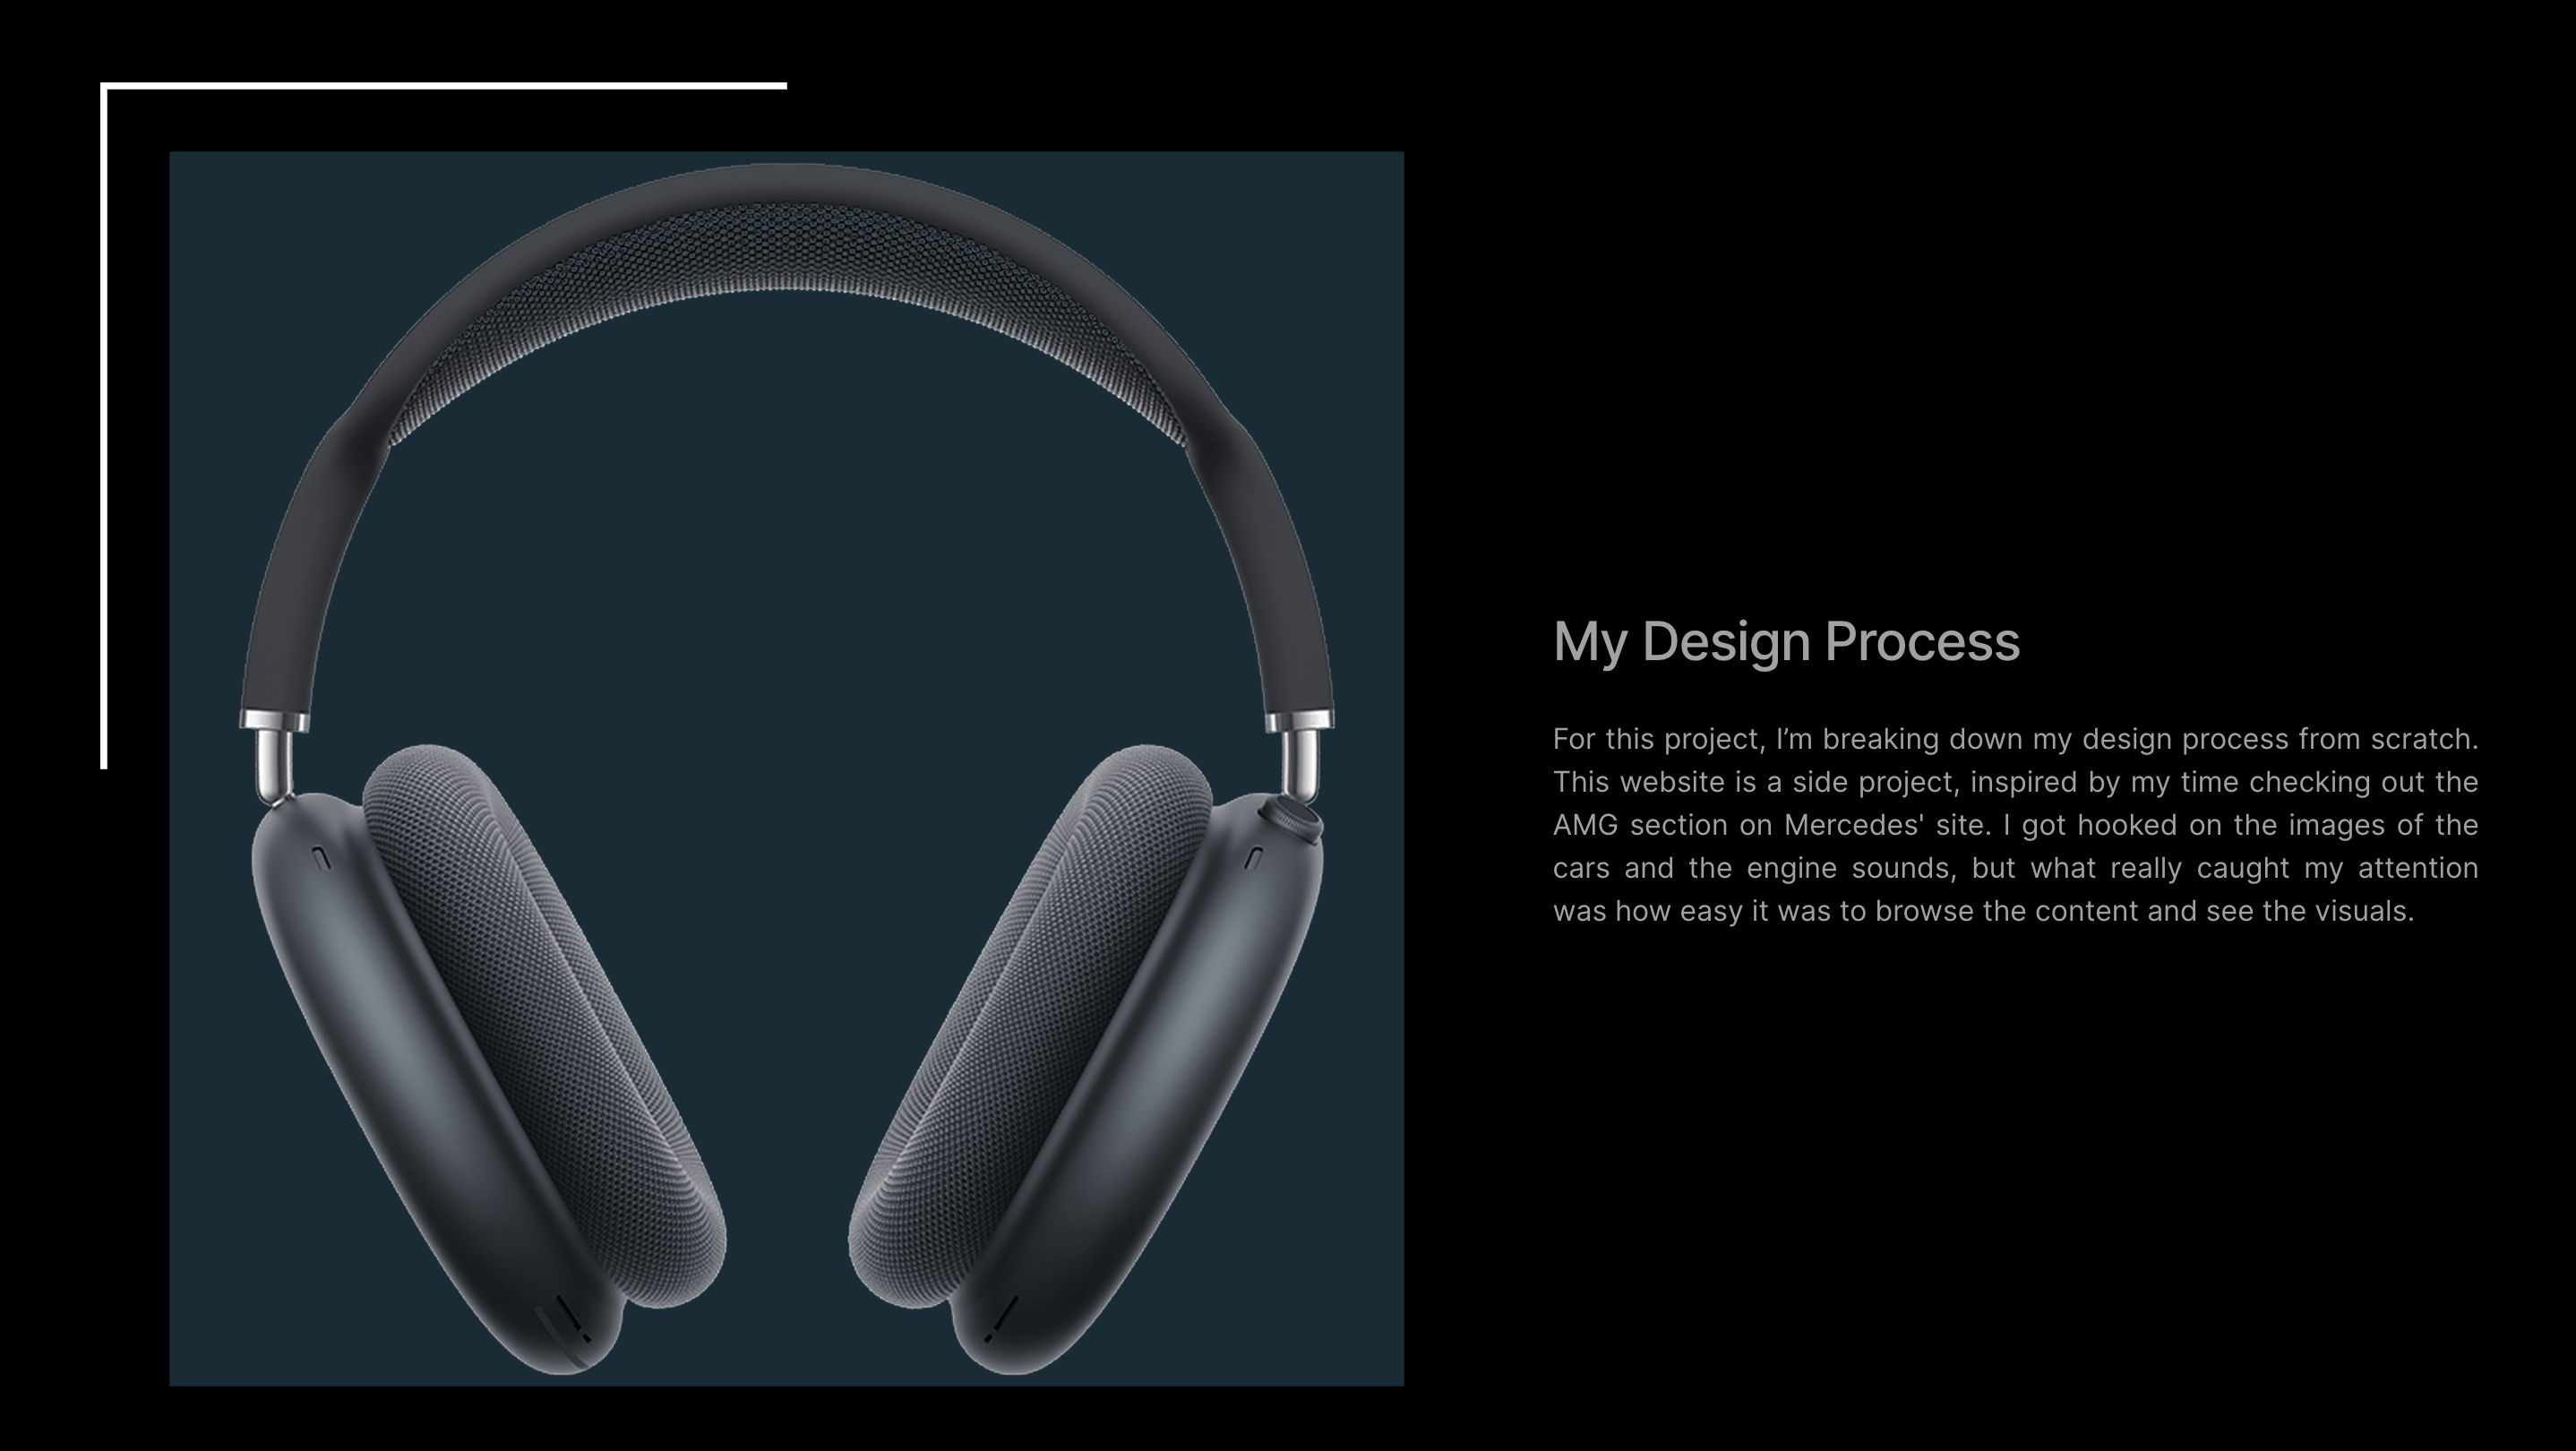 My Design Process
For this project, I’m breaking down my design process from scratch.
This website is a side project, inspired by my time checking out the
AMG section on Mercedes' site. I got hooked on the images of the
cars and the engine sounds, but what really caught my attention
was how easy it was to browse the content and see the visuals.